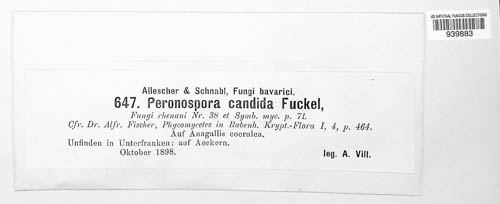 US NATIONAL FUNGUS COLLECTIONS
939883
Allescher & Schnabl, Fungi bavarici.
647. Peronospora candida Fuckel,
Fungi rhenani Nr. 38 et Symb. myc. p. 71.
Cfr. Dr. Alfr. Fischer, Phycomycetes in Rabenh. Krypt.-Flora I, 4, p. 464.
Auf Anagallis coerulea.
Unfinden in Unterfranken: auf Aeckern.
Oktober 1898.
leg. A. Vill.